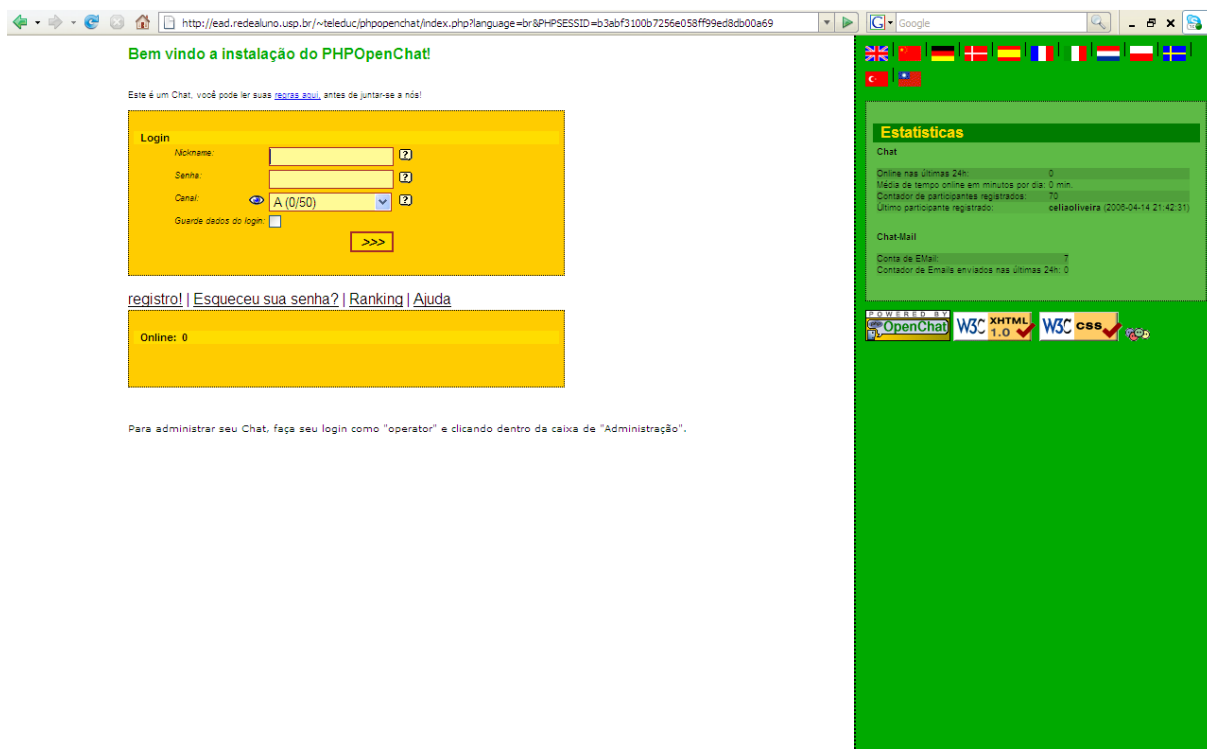 http://ead.redealuno.usp.br/~teleduc/phpopenchat/index.php?language=br&PHPSESSID=b3abf3100b7256e058ff99ed8db00a69
G Google
Bem vindo a instalação do PHPOpenChat!
Este é um Chat, você pode ler suas regras aqui, antes de juntar-se a nós!
Login
Nickname:
Senha:
Canal: A (0/50)
Guarde dados do login:
>>>
registro! | Esqueceu sua senha? | Ranking | Ajuda
Online: 0
Para administrar seu Chat, faça seu login como "operator" e clicando dentro da caixa de "Administração".
Estatisticas
Chat
Online nas últimas 24h: 0
Média de tempo online em minutos por dia: 0 min.
Contador de participantes registrados: 70
Último participante registrado: celiaoliveira (2006-04-14 21:42:31)
Chat-Mail
Conta de EMail: 7
Contador de Emails enviados nas últimas 24h: 0
POWERED BY
OpenChat
W3C XHTML 1.0
W3C css